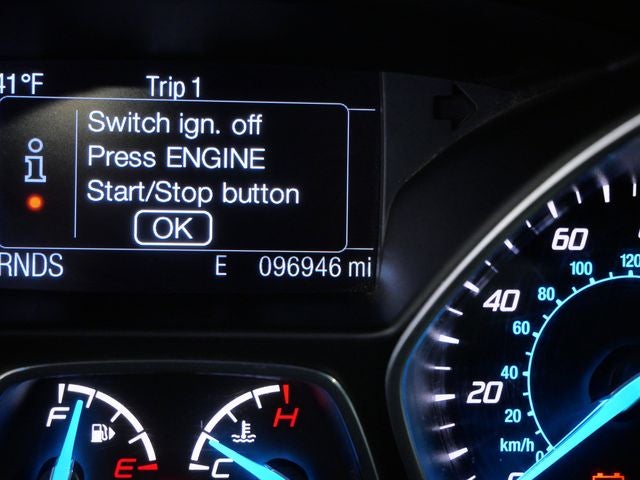 41°F Trip 1
Switch ign. off
Press ENGINE
Start/Stop button
OK
RNDS E 096946 mi
60
100 120
40 80
60
40
20
20
km/h 0
F H
E C